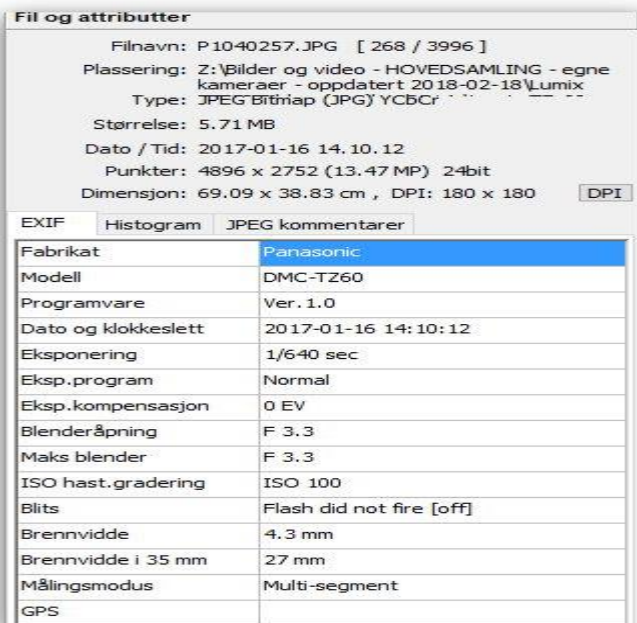 Fil og attributter
Filnavn: P1040257.JPG [ 268 / 3996 ]
Plassering: Z:\Bilder og video - HOVEDSAMLING - egne
kameraer - oppdatert 2018-02-18\Lumix
Type: JPEG Bitmap (JPG) YCbCr
Størrelse: 5.71 MB
Dato / Tid: 2017-01-16 14.10.12
Punkter: 4896 x 2752 (13.47 MP) 24bit
Dimensjon: 69.09 x 38.83 cm , DPI: 180 x 180 DPI
EXIF Histogram JPEG kommentarer
Fabrikat Panasonic
Modell DMC-TZ60
Programvare Ver.1.0
Dato og klokkeslett 2017-01-16 14:10:12
Eksponering 1/640 sec
Eksp.program Normal
Eksp.kompensasjon 0 EV
Blenderåpning F 3.3
Maks blender F 3.3
ISO hast.gradering ISO 100
Blits Flash did not fire [off]
Brennvidde 4.3 mm
Brennvidde i 35 mm 27 mm
Målingsmodus Multi-segment
GPS